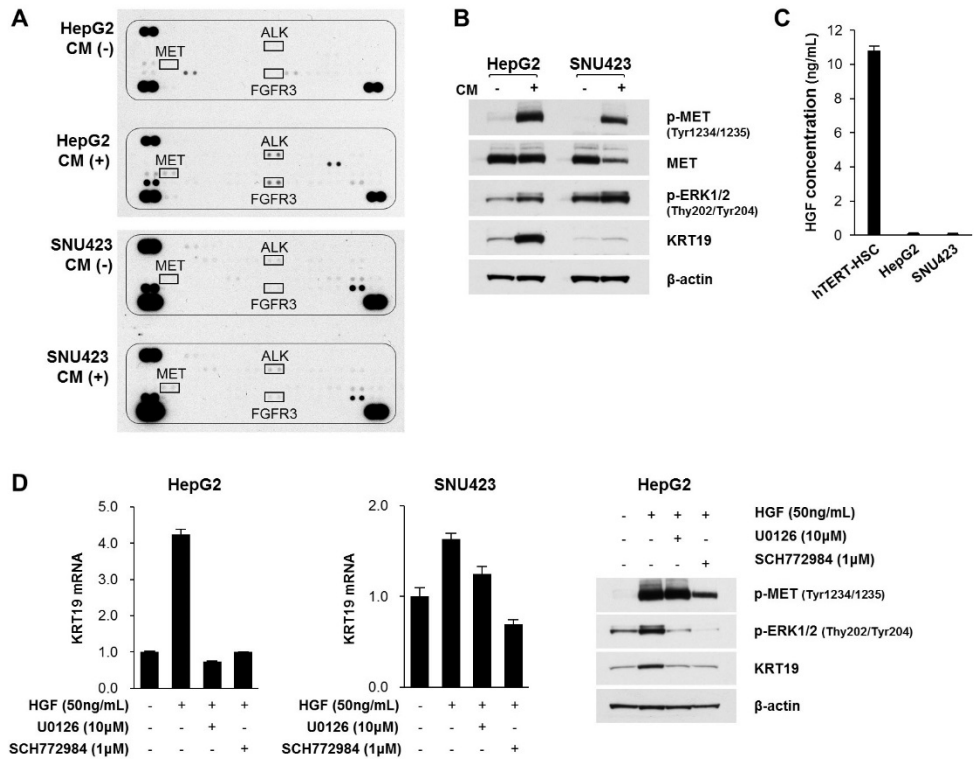 A
HepG2
CM (-)
MET
ALK
FGFR3
HepG2
CM (+)
MET
ALK
FGFR3
SNU423
CM (-)
MET
ALK
FGFR3
SNU423
CM (+)
MET
ALK
FGFR3
B
HepG2 SNU423
CM - + - +
p-MET
(Tyr1234/1235)
MET
p-ERK1/2
(Thy202/Tyr204)
KRT19
β-actin
C
HGF concentration (ng/mL)
12
10
8
6
4
2
0
hTERT-HSC
HepG2
SNU423
D
HepG2
KRT19 mRNA
5.0
4.0
3.0
2.0
1.0
0.0
HGF (50ng/mL) - + + +
U0126 (10µM) - - + -
SCH772984 (1µM) - - - +
SNU423
KRT19 mRNA
2.0
1.0
0.0
HGF (50ng/mL) - + + +
U0126 (10µM) - - + -
SCH772984 (1µM) - - - +
HepG2
- + + + HGF (50ng/mL)
- - + - U0126 (10µM)
- - - + SCH772984 (1µM)
p-MET (Tyr1234/1235)
p-ERK1/2 (Thy202/Tyr204)
KRT19
β-actin